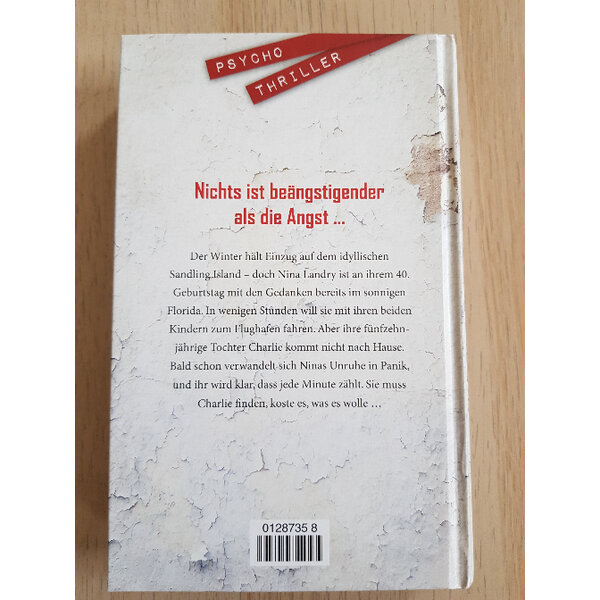 PSYCHO
THRILLER
Nichts ist beängstigender
als die Angst ...
Der Winter hält Einzug auf dem idyllischen
Sandling Island – doch Nina Landry ist an ihrem 40.
Geburtstag mit den Gedanken bereits im sonnigen
Florida. In wenigen Stunden will sie mit ihren beiden
Kindern zum Flughafen fahren. Aber ihre fünfzehn-
jährige Tochter Charlie kommt nicht nach Hause.
Bald schon verwandelt sich Ninas Unruhe in Panik,
und ihr wird klar, dass jede Minute zählt. Sie muss
Charlie finden, koste es, was es wolle …
0128735 8